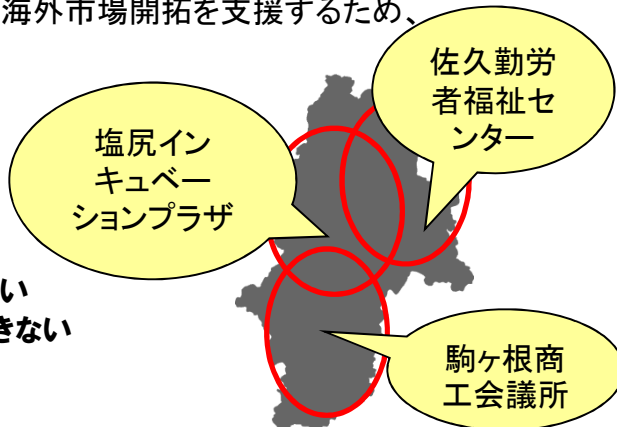 海外市場開拓を支援するため、
佐久勤労
者福祉セ
ンター
塩尻イン
キュベー
ションプラザ
い
きない
駒ヶ根商
工会議所